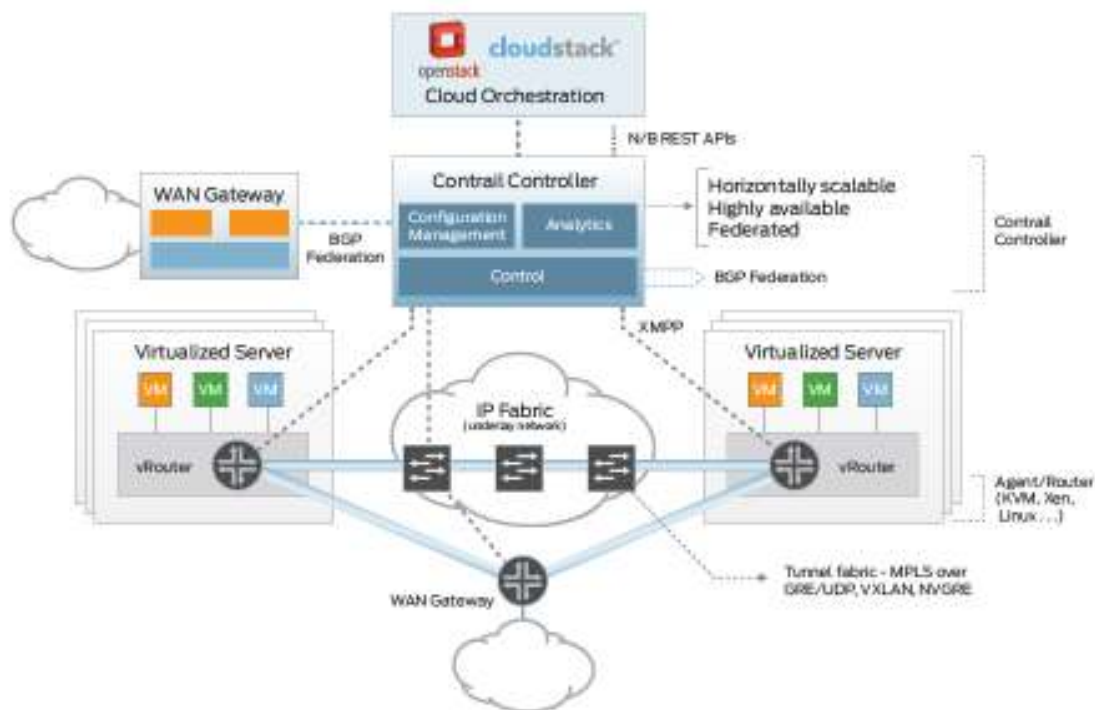 openstack
cloudstack™
Cloud Orchestration
N/B REST APIs
WAN Gateway
BGP
Federation
Contrail Controller
Configuration
Management
Analytics
Control
Horizontally scalable
Highly available
Federated
Contrail
Controller
BGP Federation
XMPP
Virtualized Server
VM
VM
VM
vRouter
IP Fabric
(underlay network)
Virtualized Server
VM
VM
VM
vRouter
Agent/Router
(KVM, Xen,
Linux . . .)
WAN Gateway
Tunnel fabric - MPLS over
GRE/UDP, VXLAN, NVGRE